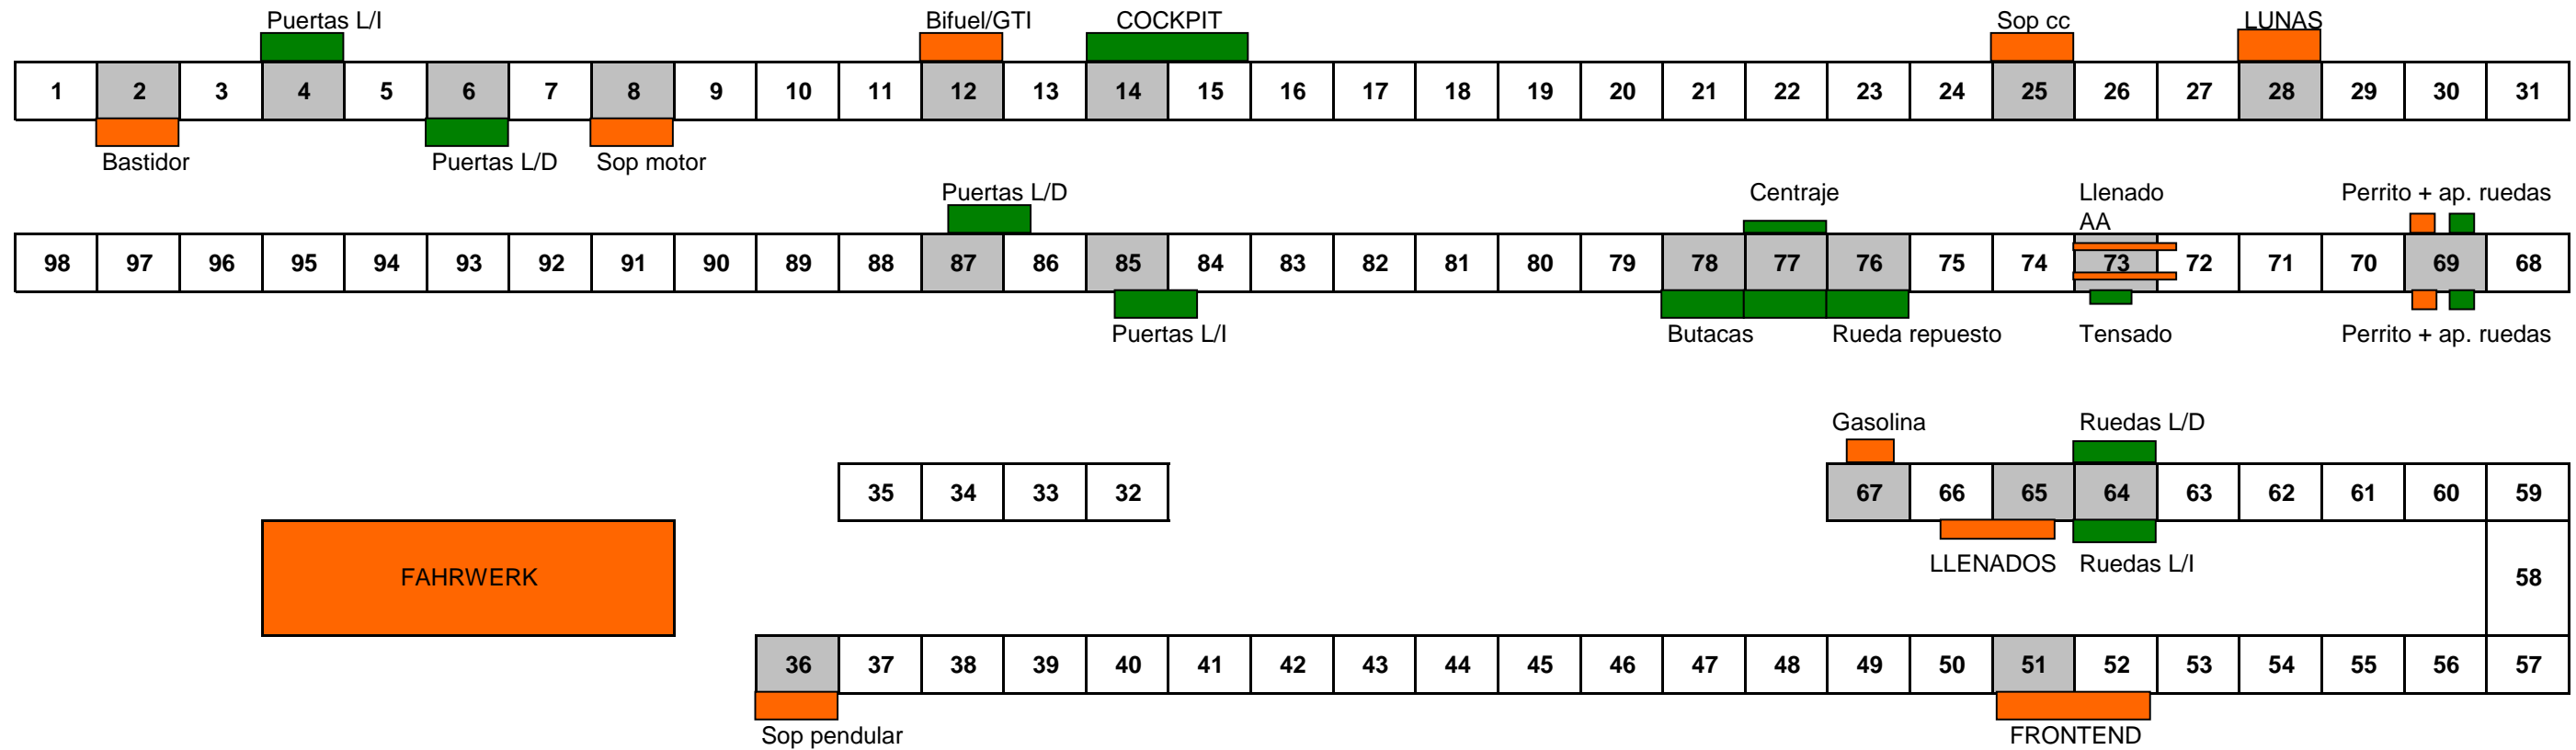 Puertas L/I Bifuel/GTI COCKPIT Sop cc LUNAS
1 2 3 4 5 6 7 8 9 10 11 12 13 14 15 16 17 18 19 20 21 22 23 24 25 26 27 28 29 30 31
Bastidor Puertas L/D Sop motor
Puertas L/D Centraje Llenado AA Perrito + ap. ruedas
98 97 96 95 94 93 92 91 90 89 88 87 86 85 84 83 82 81 80 79 78 77 76 75 74 73 72 71 70 69 68
Puertas L/I Butacas Rueda repuesto Tensado Perrito + ap. ruedas
Gasolina Ruedas L/D
35 34 33 32 67 66 65 64 63 62 61 60 59
LLENADOS Ruedas L/I
FAHRWERK 58
36 37 38 39 40 41 42 43 44 45 46 47 48 49 50 51 52 53 54 55 56 57
Sop pendular FRONTEND